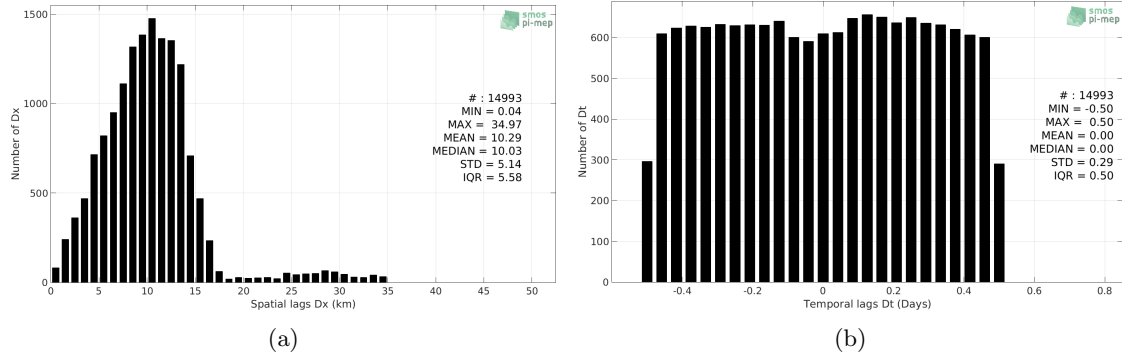 smos
pi-mep
1500
1000
500
0
Number of Dx
# : 14993
MIN = 0.04
MAX = 34.97
MEAN = 10.29
MEDIAN = 10.03
STD = 5.14
IQR = 5.58
0 5 10 15 20 25 30 35 40 45 50
Spatial lags Dx (km)
(a)
smos
pi-mep
600
500
400
300
200
100
0
Number of Dt
# : 14993
MIN = -0.50
MAX = 0.50
MEAN = 0.00
MEDIAN = 0.00
STD = 0.29
IQR = 0.50
-0.4 -0.2 0 0.2 0.4 0.6 0.8
Temporal lags Dt (Days)
(b)